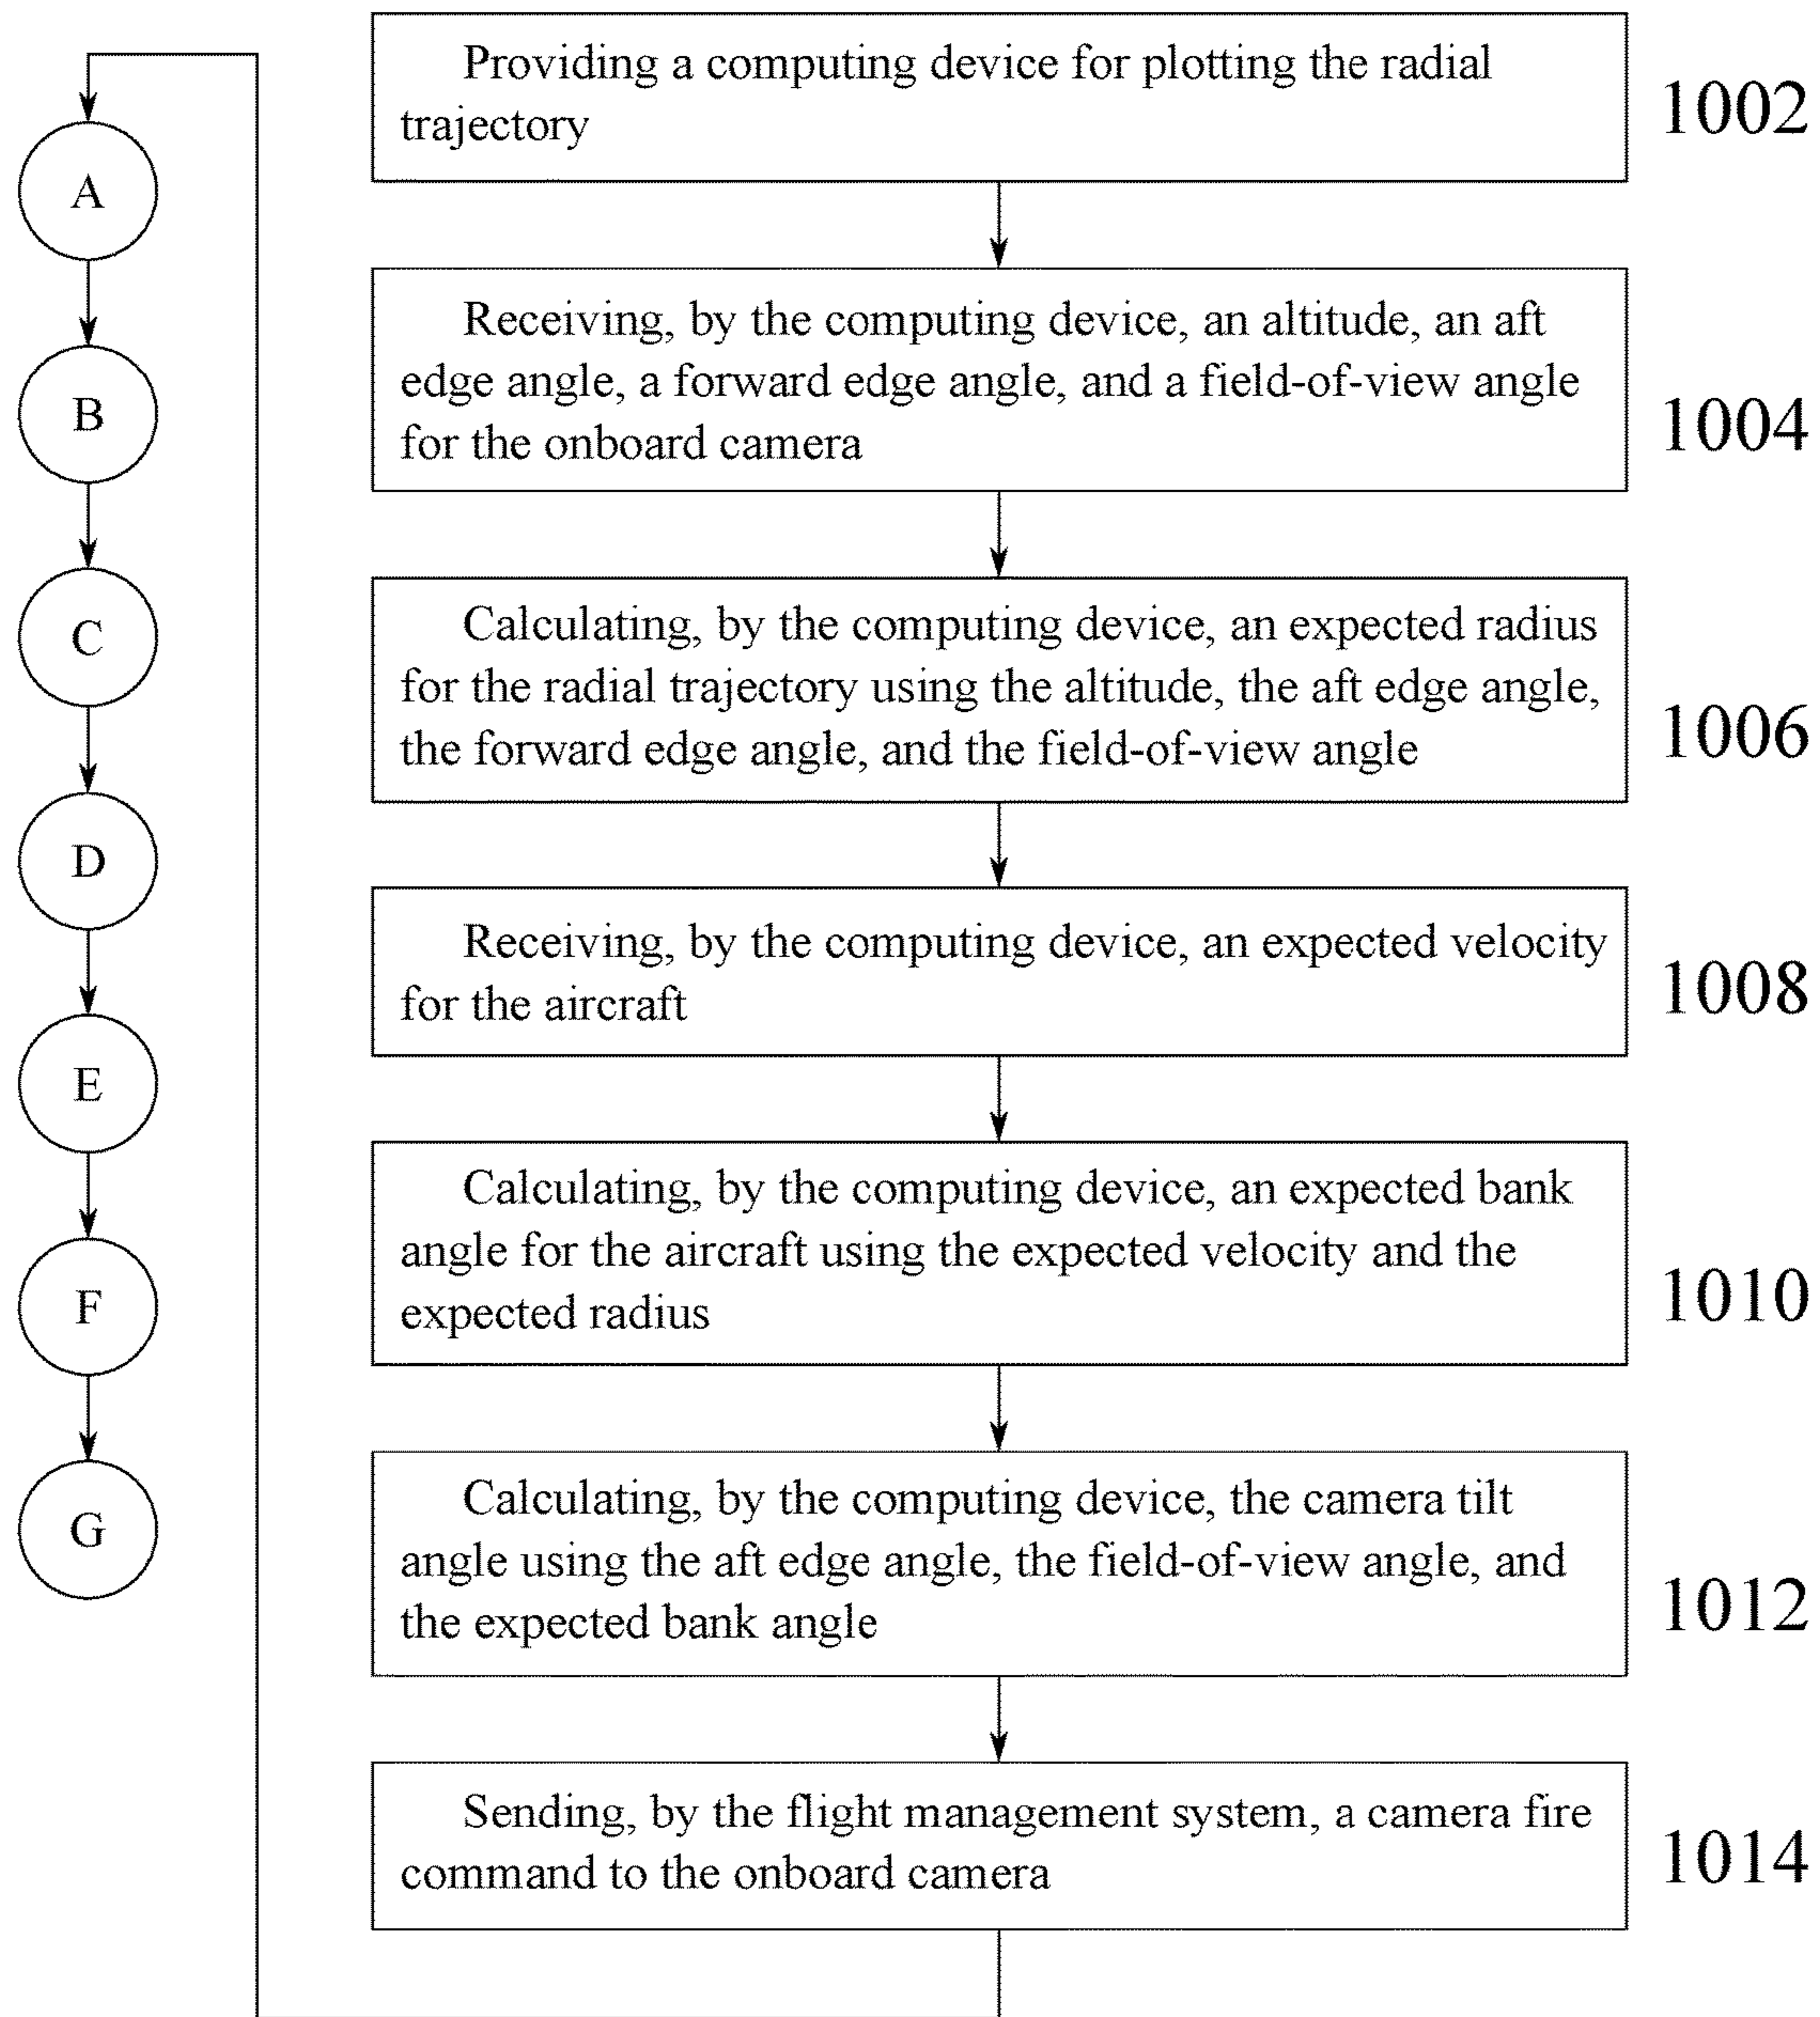 Providing a computing device for plotting the radial
trajectory
1002
Receiving, by the computing device, an altitude, an aft
edge angle, a forward edge angle, and a field-of-view angle
for the onboard camera
1004
Calculating, by the computing device, an expected radius
for the radial trajectory using the altitude, the aft edge angle,
the forward edge angle, and the field-of-view angle
1006
Receiving, by the computing device, an expected velocity
for the aircraft
1008
Calculating, by the computing device, an expected bank
angle for the aircraft using the expected velocity and the
expected radius
1010
Calculating, by the computing device, the camera tilt
angle using the aft edge angle, the field-of-view angle, and
the expected bank angle
1012
Sending, by the flight management system, a camera fire
command to the onboard camera
1014
A
B
C
D
E
F
G